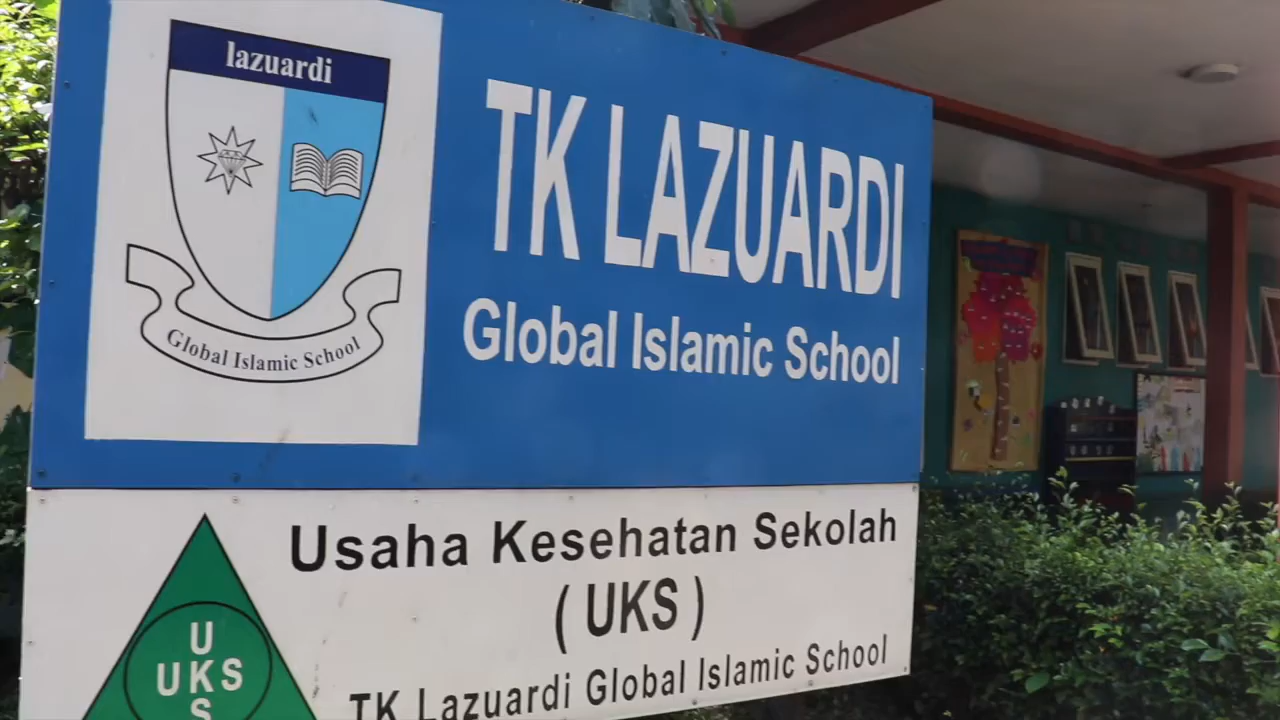 lazuardi
Global Islamic School
TK LAZUARDI
Global Islamic School
Usaha Kesehatan Sekolah
( UKS )
TK Lazuardi Global Islamic School
U
UKS
S